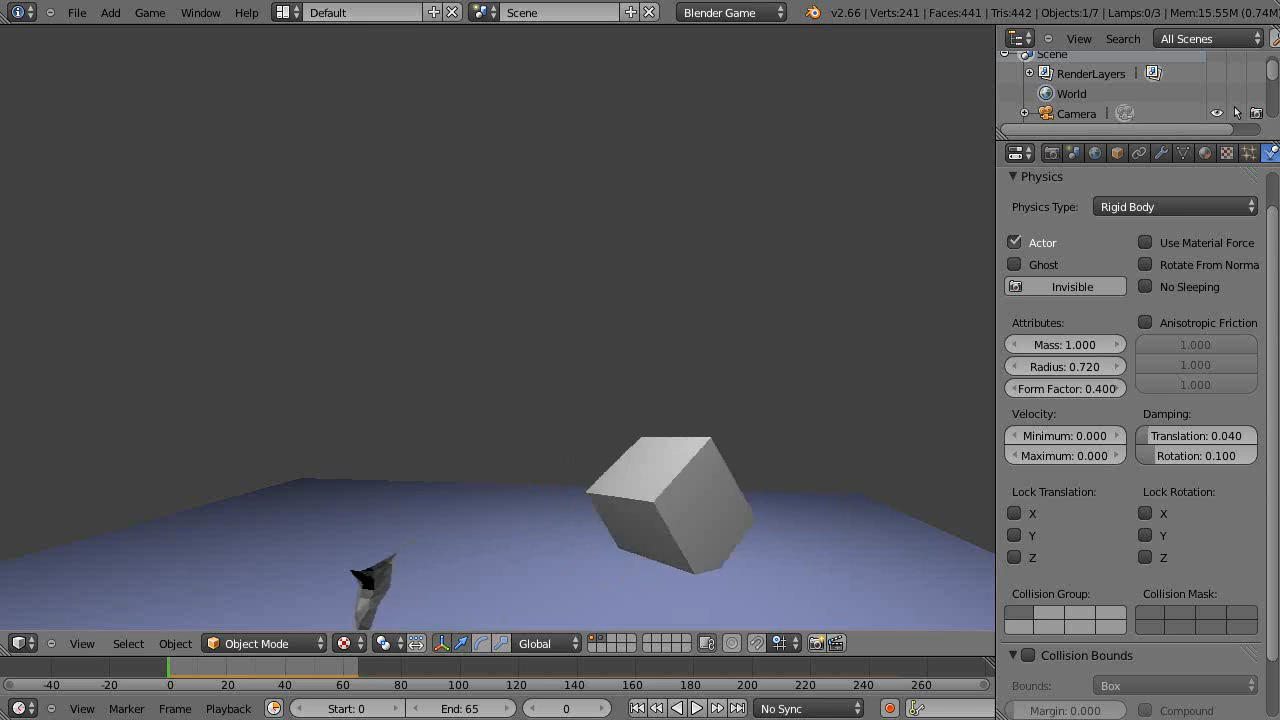 File Add Game Window Help Default Scene Blender Game v2.66 | Verts:241 | Faces:441 | Tris:442 | Objects:1/7 | Lamps:0/3 | Mem:15.55M (0.74M
View Search All Scenes
Scene
RenderLayers
World
Camera
Physics
Physics Type: Rigid Body
Actor Use Material Force
Ghost Rotate From Norma
Invisible No Sleeping
Attributes: Anisotropic Friction
Mass: 1.000 1.000
Radius: 0.720 1.000
Form Factor: 0.400 1.000
Velocity: Damping:
Minimum: 0.000 Translation: 0.040
Maximum: 0.000 Rotation: 0.100
Lock Translation: Lock Rotation:
X X
Y Y
Z Z
Collision Group: Collision Mask:
Collision Bounds
Bounds: Box
Margin: 0.000 Compound
View Select Object Object Mode Global
-40 -20 0 20 40 60 80 100 120 140 160 180 200 220 240 260
View Marker Frame Playback Start: 0 End: 65 0 No Sync